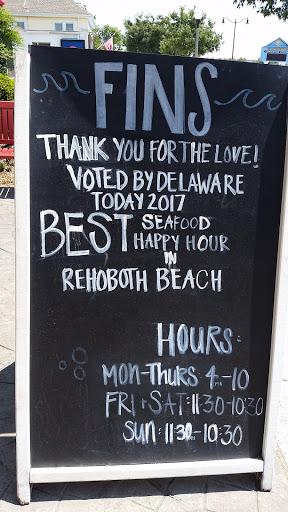 FINS
THANK YOU FOR THE LOVE!
VOTED BY DELAWARE
TODAY 2017
BEST SEAFOOD
HAPPY HOUR
IN
REHOBOTH BEACH
HOURS:
MON-THURS 4PM-10
FRI + SAT: 11:30-10:30
SUN: 11:30-10:30